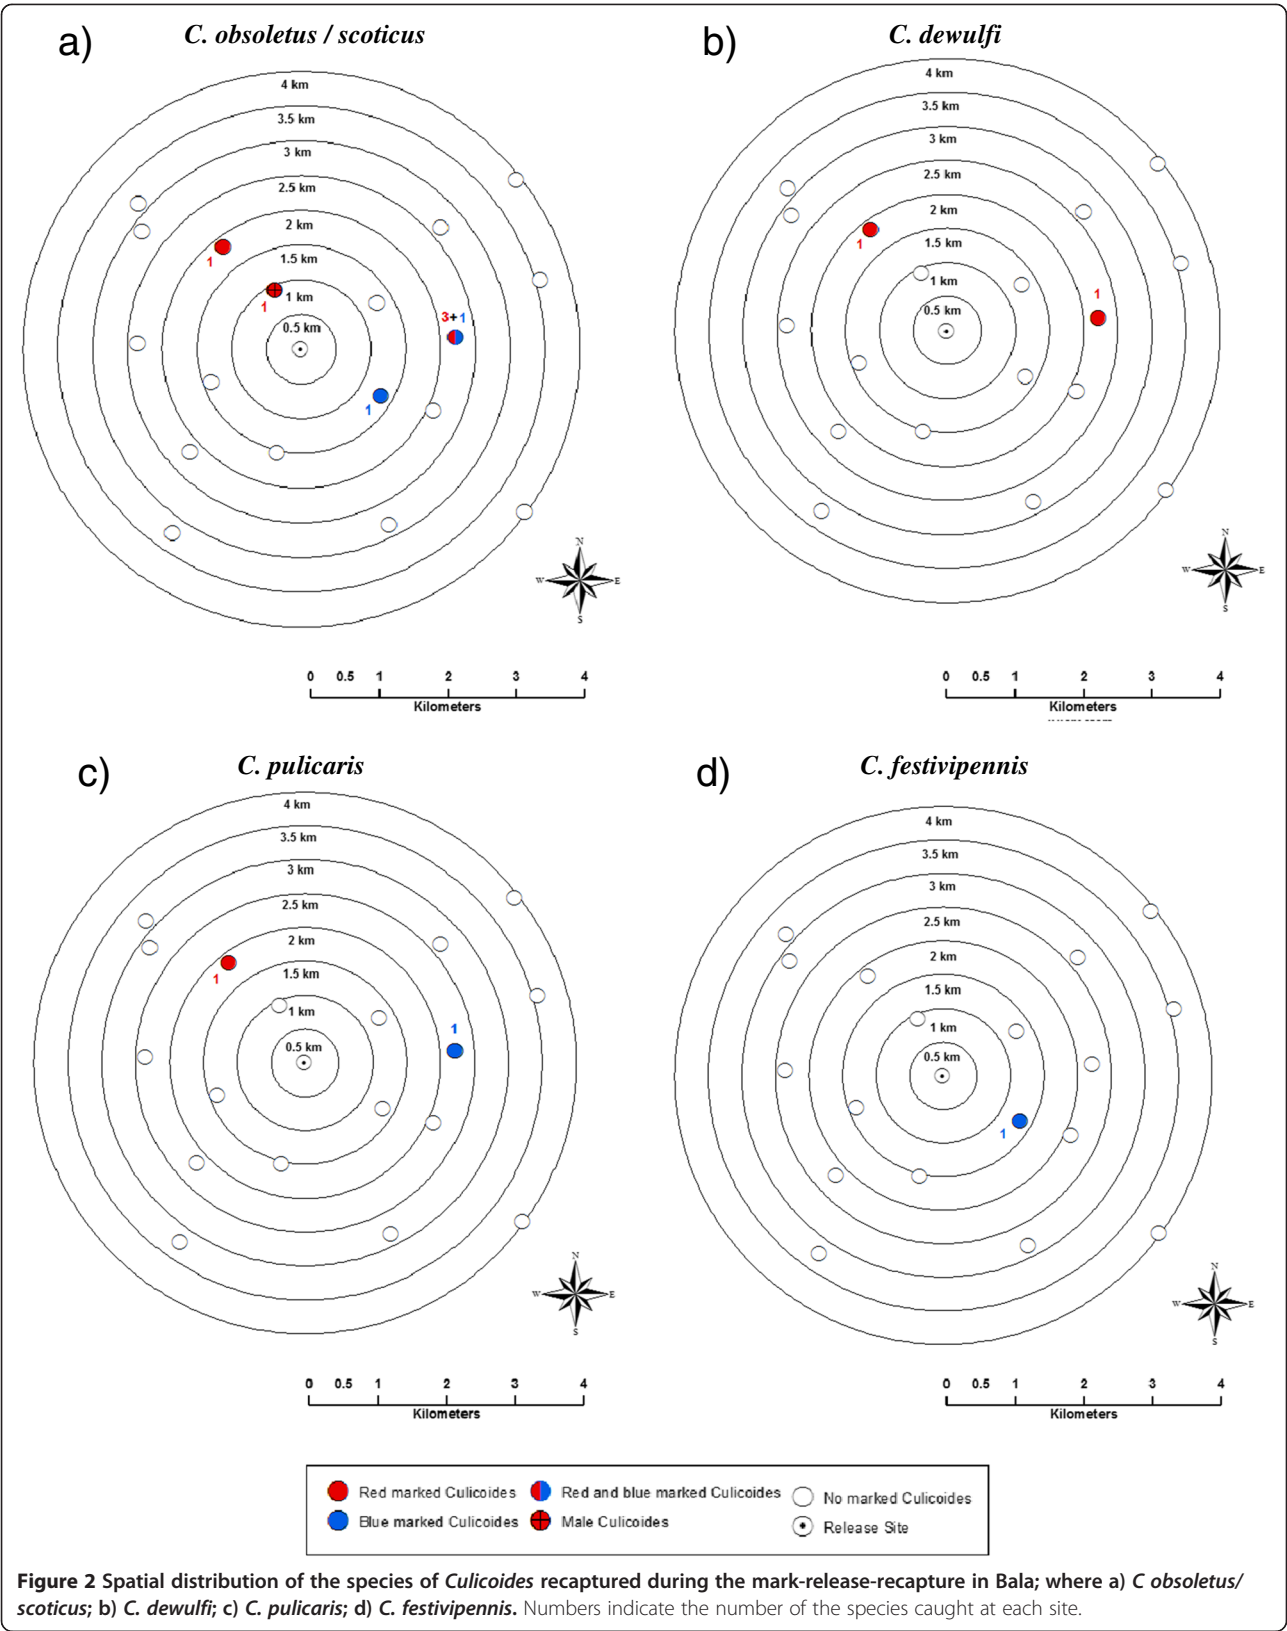 a)
C. obsoletus / scoticus
4 km
3.5 km
3 km
2.5 km
2 km
1.5 km
1 km
0.5 km
1
1
3+1
1
N
W
E
S
0 0.5 1 2 3 4
Kilometers
b)
C. dewulfi
4 km
3.5 km
3 km
2.5 km
2 km
1.5 km
1 km
0.5 km
1
1
N
W
E
S
0 0.5 1 2 3 4
Kilometers
c)
C. pulicaris
4 km
3.5 km
3 km
2.5 km
2 km
1.5 km
1 km
0.5 km
1
1
N
W
E
S
0 0.5 1 2 3 4
Kilometers
d)
C. festivipennis
4 km
3.5 km
3 km
2.5 km
2 km
1.5 km
1 km
0.5 km
1
N
W
E
S
0 0.5 1 2 3 4
Kilometers
Red marked Culicoides
Blue marked Culicoides
Red and blue marked Culicoides
Male Culicoides
No marked Culicoides
Release Site
Figure 2 Spatial distribution of the species of Culicoides recaptured during the mark-release-recapture in Bala; where a) C obsoletus/
scoticus; b) C. dewulfi; c) C. pulicaris; d) C. festivipennis. Numbers indicate the number of the species caught at each site.